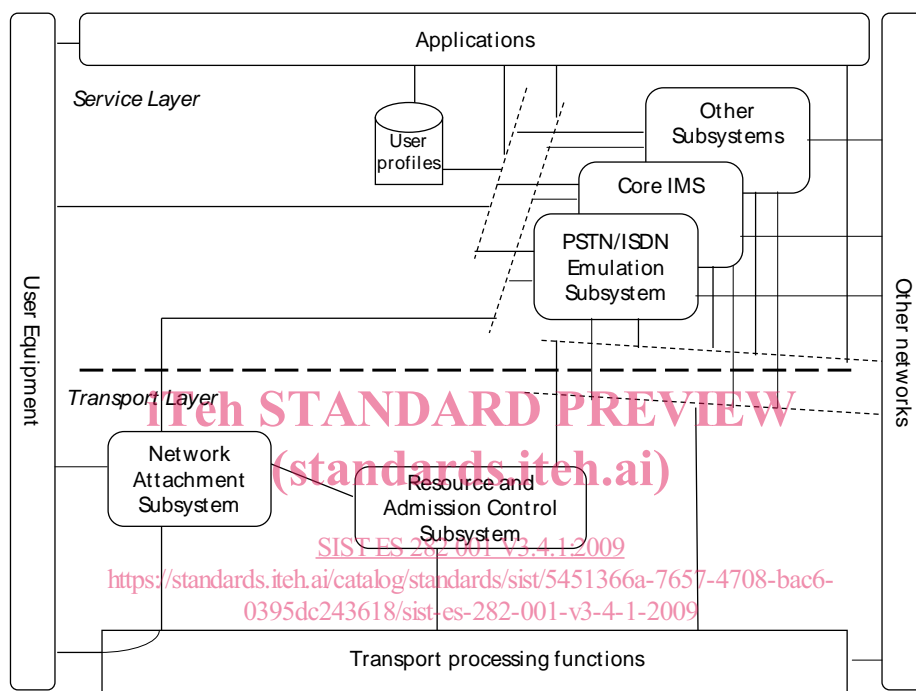 Applications
Service Layer
User
profiles
Other
Subsystems
Core IMS
PSTN/ISDN
Emulation
Subsystem
User Equipment
Other networks
Transport Layer
iTeh STANDARD PREVIEW
(standards.iteh.ai)
Network
Attachment
Subsystem
Resource and
Admission Control
Subsystem
SIST ES 282 001 V3.4.1:2009
https://standards.iteh.ai/catalog/standards/sist/5451366a-7657-4708-bac6-
0395dc243618/sist-es-282-001-v3-4-1-2009
Transport processing functions